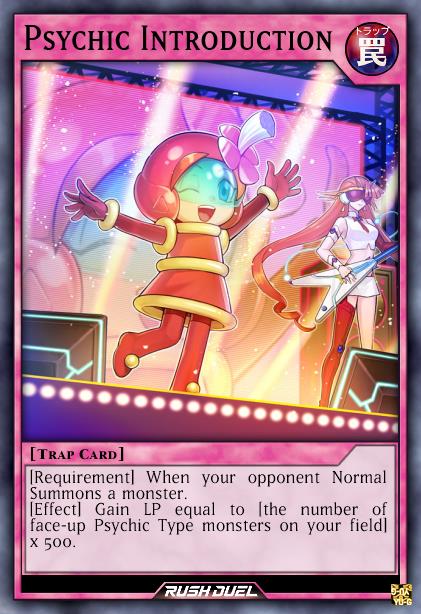 Psychic Introduction
トラップ
罠
[Trap Card]
[Requirement] When your opponent Normal
Summons a monster.
[Effect] Gain LP equal to [the number of
face-up Psychic Type monsters on your field]
x 500.
RUSH DUEL